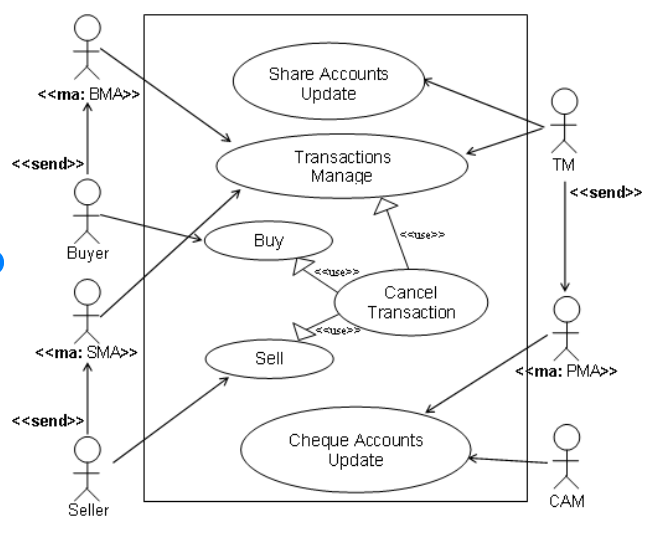 <<ma: BMA>>
<<send>>
Buyer
<<ma: SMA>>
<<send>>
Seller
Share Accounts
Update
Transactions
Manage
Buy
<<use>>
<<use>>
Cancel
Transaction
<<use>>
Sell
Cheque Accounts
Update
TM
<<send>>
<<ma: PMA>>
CAM